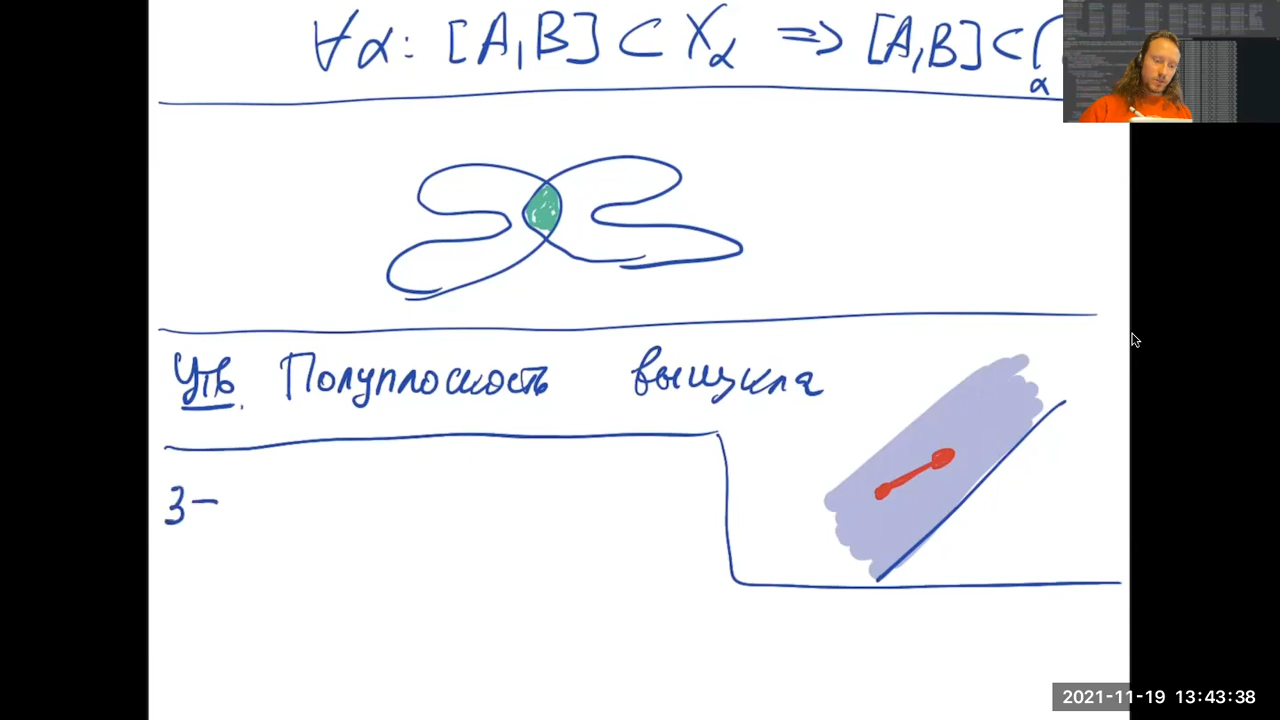 ∀α: [A,B] ⊂ X_α ⇒ [A,B] ⊂ ⋂_α
Утв. Полуплоскость выпукла
З-
2021-11-19 13:43:38